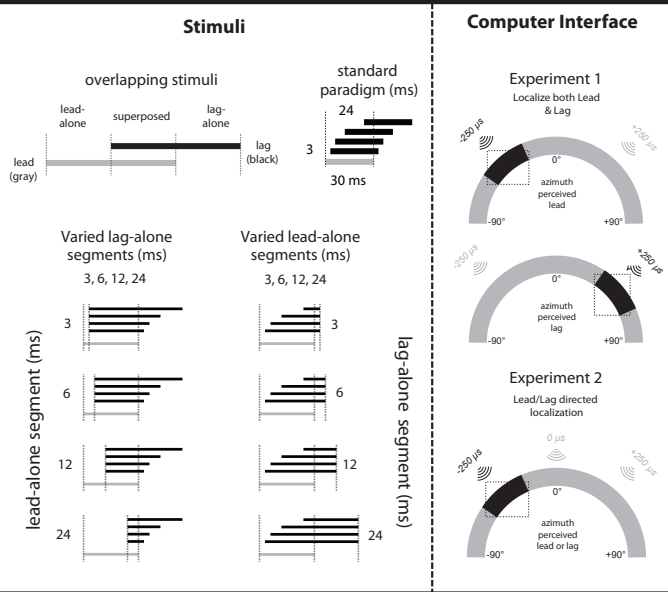 Stimuli
overlapping stimuli
lead-
alone
superposed
lag-
alone
lead
(gray)
lag
(black)
standard
paradigm (ms)
24
3
30 ms
Varied lag-alone
segments (ms)
3, 6, 12, 24
Varied lead-alone
segments (ms)
3, 6, 12, 24
lead-alone segment (ms)
3
6
12
24
3
6
12
24
lag-alone segment (ms)
Computer Interface
Experiment 1
Localize both Lead
& Lag
-250 µs
+250 µs
0°
azimuth
perceived
lead
-90°
+90°
-250 µs
+250 µs
0°
azimuth
perceived
lag
-90°
+90°
Experiment 2
Lead/Lag directed
localization
0 µs
-250 µs
+250 µs
0°
azimuth
perceived
lead or lag
-90°
+90°